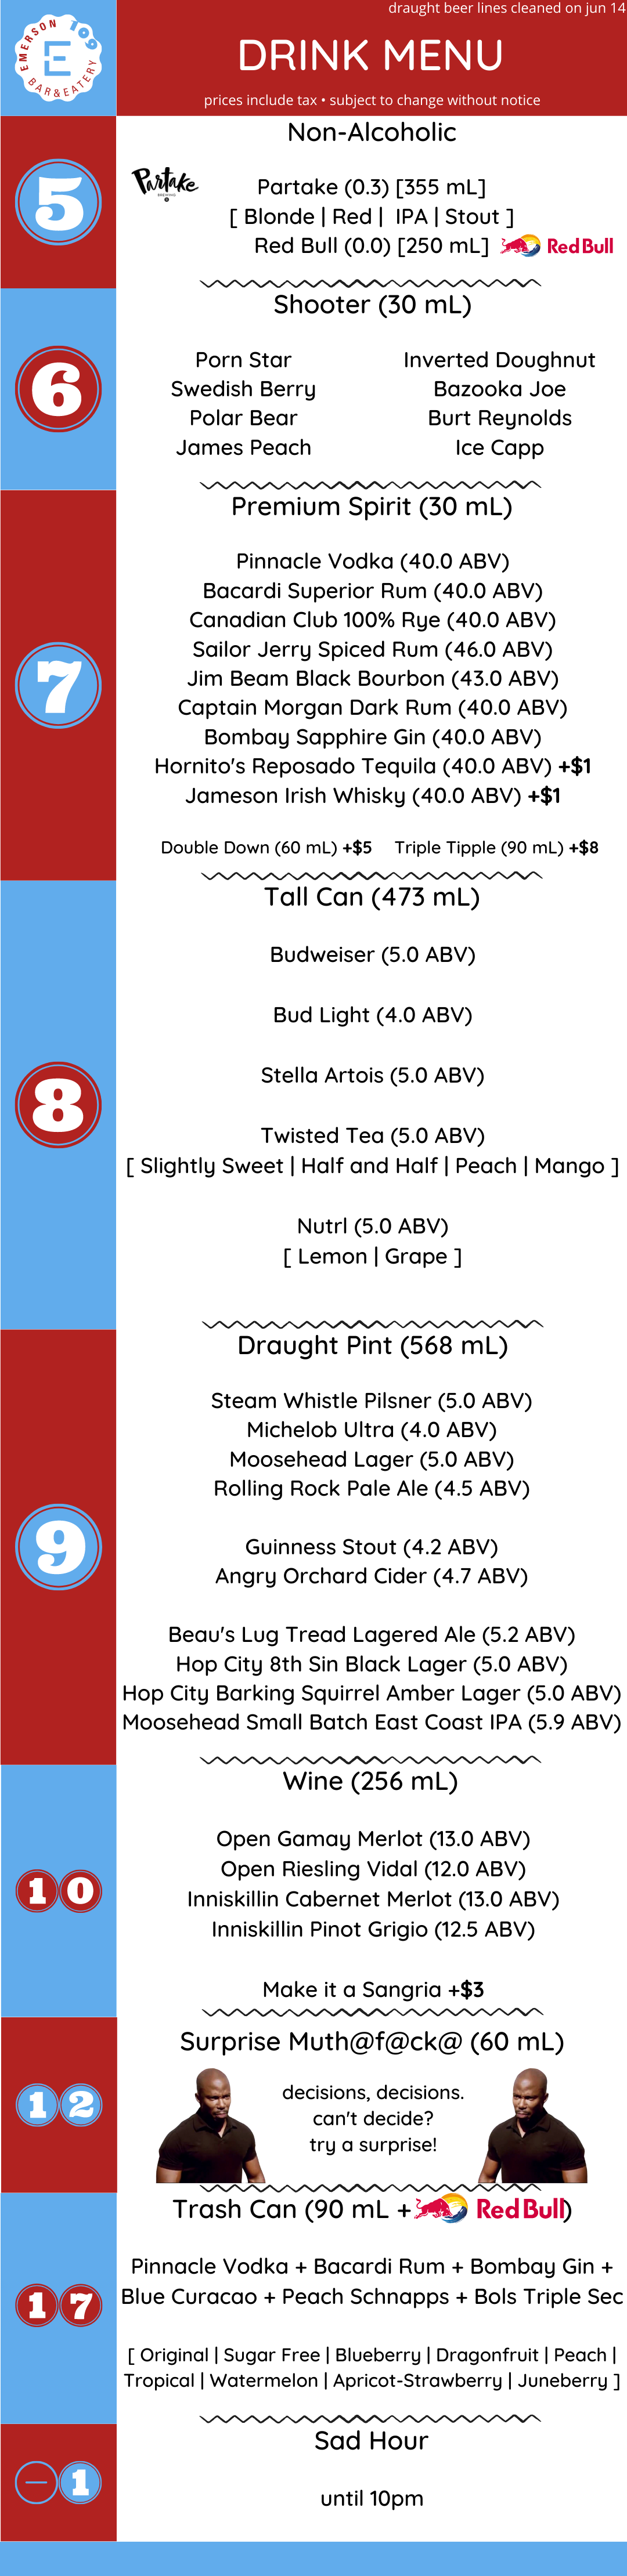 draught beer lines cleaned on jun 14
EMERSON 109
E
BAR & EATERY
DRINK MENU
prices include tax • subject to change without notice
5
Non-Alcoholic
Partake
BREWING
Partake (0.3) [355 mL]
[ Blonde | Red | IPA | Stout ]
Red Bull (0.0) [250 mL] Red Bull
6
Shooter (30 mL)
Porn Star
Swedish Berry
Polar Bear
James Peach
Inverted Doughnut
Bazooka Joe
Burt Reynolds
Ice Capp
7
Premium Spirit (30 mL)
Pinnacle Vodka (40.0 ABV)
Bacardi Superior Rum (40.0 ABV)
Canadian Club 100% Rye (40.0 ABV)
Sailor Jerry Spiced Rum (46.0 ABV)
Jim Beam Black Bourbon (43.0 ABV)
Captain Morgan Dark Rum (40.0 ABV)
Bombay Sapphire Gin (40.0 ABV)
Hornito's Reposado Tequila (40.0 ABV) +$1
Jameson Irish Whisky (40.0 ABV) +$1
Double Down (60 mL) +$5 Triple Tipple (90 mL) +$8
8
Tall Can (473 mL)
Budweiser (5.0 ABV)
Bud Light (4.0 ABV)
Stella Artois (5.0 ABV)
Twisted Tea (5.0 ABV)
[ Slightly Sweet | Half and Half | Peach | Mango ]
Nutrl (5.0 ABV)
[ Lemon | Grape ]
9
Draught Pint (568 mL)
Steam Whistle Pilsner (5.0 ABV)
Michelob Ultra (4.0 ABV)
Moosehead Lager (5.0 ABV)
Rolling Rock Pale Ale (4.5 ABV)
Guinness Stout (4.2 ABV)
Angry Orchard Cider (4.7 ABV)
Beau's Lug Tread Lagered Ale (5.2 ABV)
Hop City 8th Sin Black Lager (5.0 ABV)
Hop City Barking Squirrel Amber Lager (5.0 ABV)
Moosehead Small Batch East Coast IPA (5.9 ABV)
10
Wine (256 mL)
Open Gamay Merlot (13.0 ABV)
Open Riesling Vidal (12.0 ABV)
Inniskillin Cabernet Merlot (13.0 ABV)
Inniskillin Pinot Grigio (12.5 ABV)
Make it a Sangria +$3
12
Surprise Muth@f@ck@ (60 mL)
decisions, decisions.
can't decide?
try a surprise!
17
Trash Can (90 mL + Red Bull)
Pinnacle Vodka + Bacardi Rum + Bombay Gin +
Blue Curacao + Peach Schnapps + Bols Triple Sec
[ Original | Sugar Free | Blueberry | Dragonfruit | Peach |
Tropical | Watermelon | Apricot-Strawberry | Juneberry ]
−1
Sad Hour
until 10pm